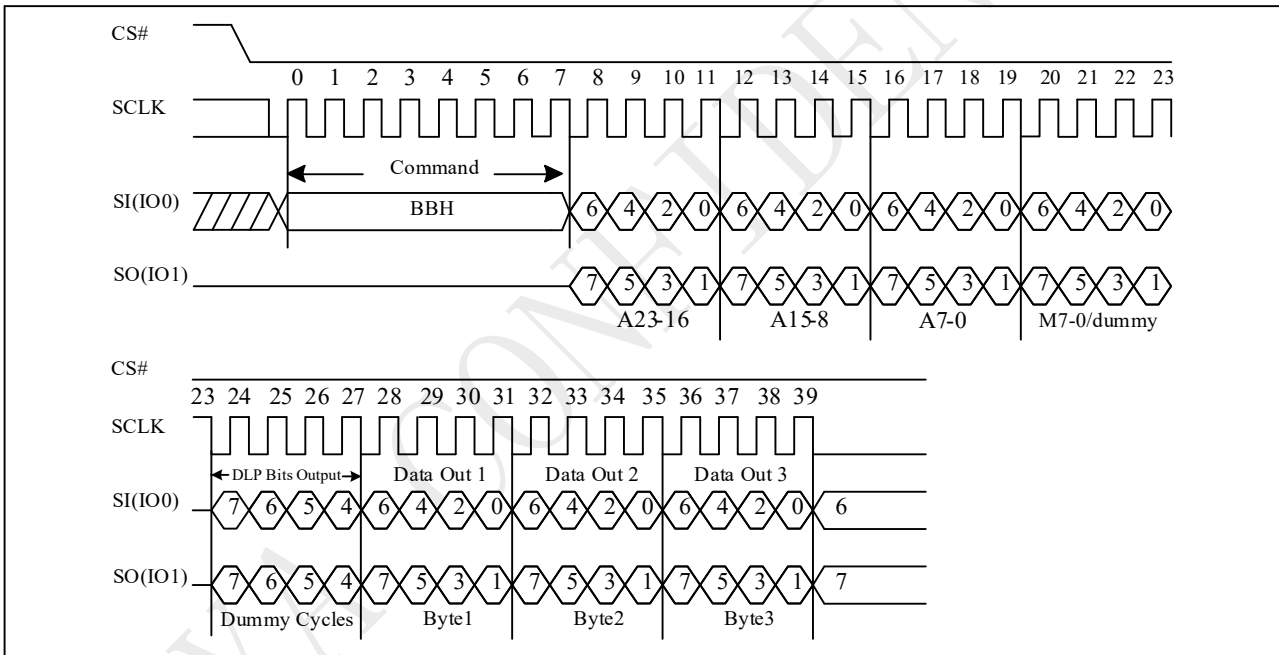 CS#
0 1 2 3 4 5 6 7 8 9 10 11 12 13 14 15 16 17 18 19 20 21 22 23
SCLK
Command
SI(IO0) BBH 6 4 2 0 6 4 2 0 6 4 2 0 6 4 2 0
SO(IO1) 7 5 3 1 7 5 3 1 7 5 3 1 7 5 3 1
A23-16 A15-8 A7-0 M7-0/dummy
CS#
23 24 25 26 27 28 29 30 31 32 33 34 35 36 37 38 39
SCLK
DLP Bits Output Data Out 1 Data Out 2 Data Out 3
SI(IO0) 7 6 5 4 6 4 2 0 6 4 2 0 6 4 2 0 6
SO(IO1) 7 6 5 4 7 5 3 1 7 5 3 1 7 5 3 1 7
Dummy Cycles Byte1 Byte2 Byte3